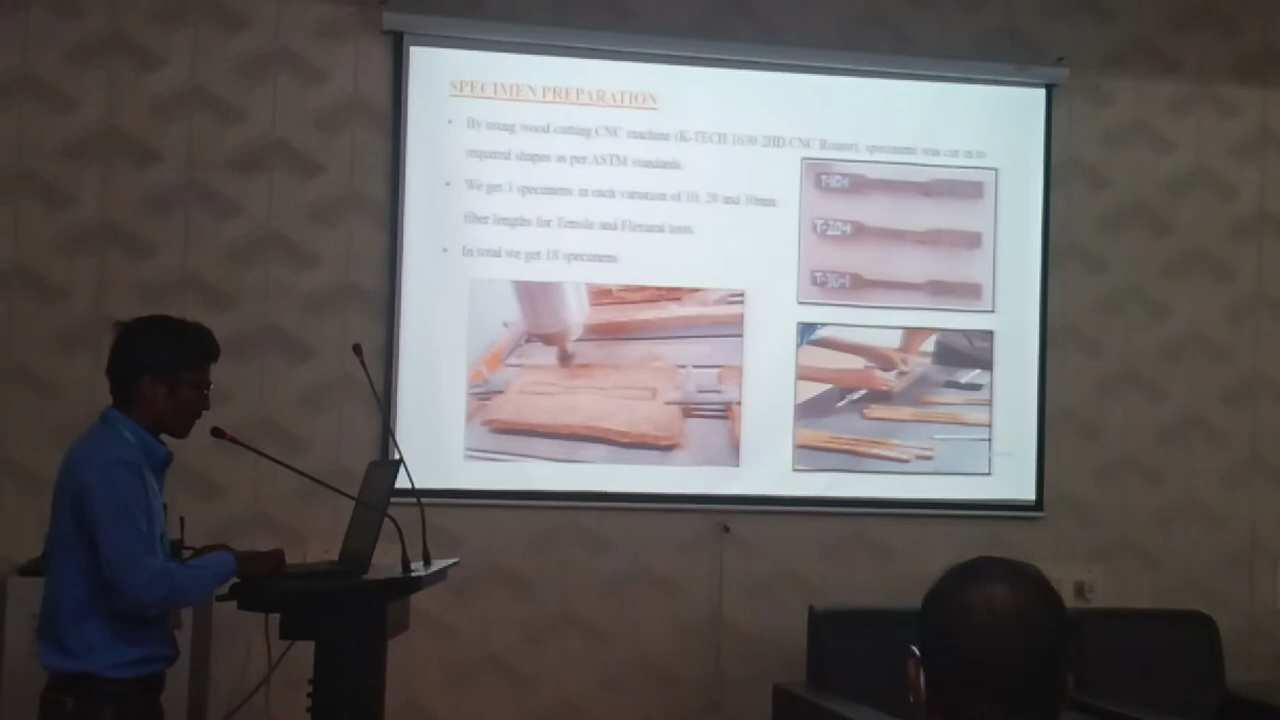 SPECIMEN PREPARATION
• By using wood cutting CNC machine (K-TECH 1630 2HD CNC Router), specimens was cut in to
required shapes as per ASTM standards.
• We get 3 specimens in each variation of 10, 20 and 30mm
fiber lengths for Tensile and Flexural tests.
• In total we get 18 specimens.
T-10-1
T-20-1
T-30-1